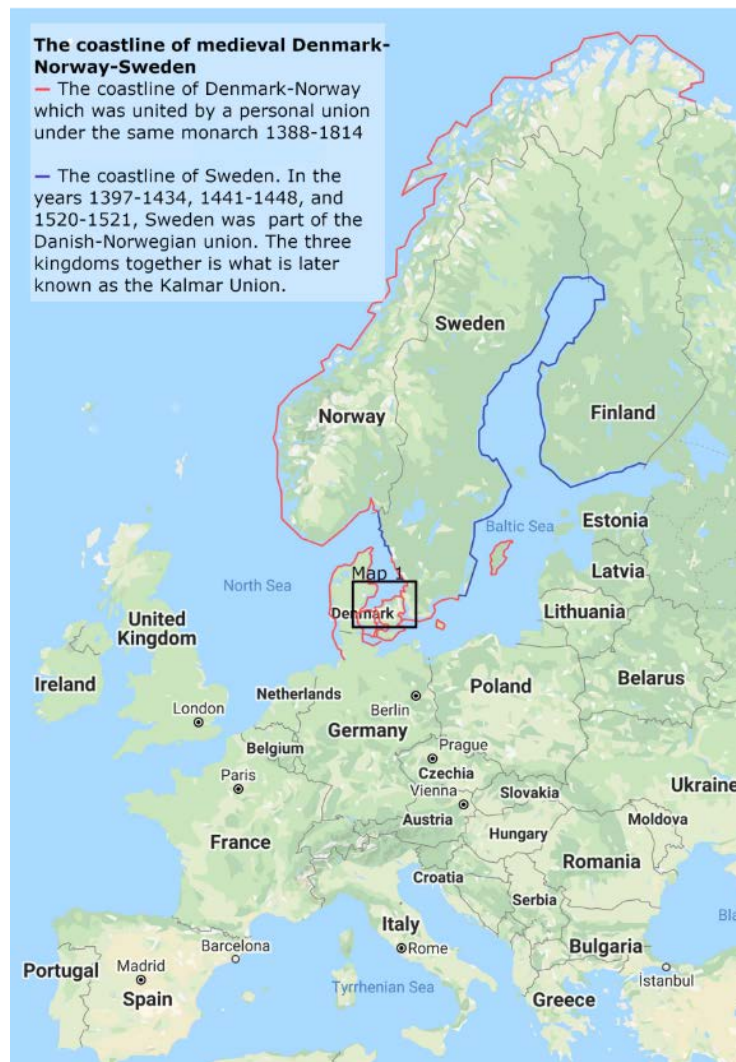 The coastline of medieval Denmark-
Norway-Sweden
— The coastline of Denmark-Norway
which was united by a personal union
under the same monarch 1388-1814
— The coastline of Sweden. In the
years 1397-1434, 1441-1448, and
1520-1521, Sweden was part of the
Danish-Norwegian union. The three
kingdoms together is what is later
known as the Kalmar Union.
Sweden
Norway
Finland
Baltic Sea
Estonia
North Sea
Map 1
Latvia
Denmark
Lithuania
United
Kingdom
Ireland
Netherlands
Poland
Belarus
London
Berlin
Germany
Belgium
Prague
Czechia
Paris
Vienna
Slovakia
Ukraine
Austria
Moldova
France
Hungary
Romania
Croatia
Serbia
Italy
Barcelona
Rome
Bulgaria
Portugal
Madrid
İstanbul
Spain
Tyrrhenian Sea
Greece